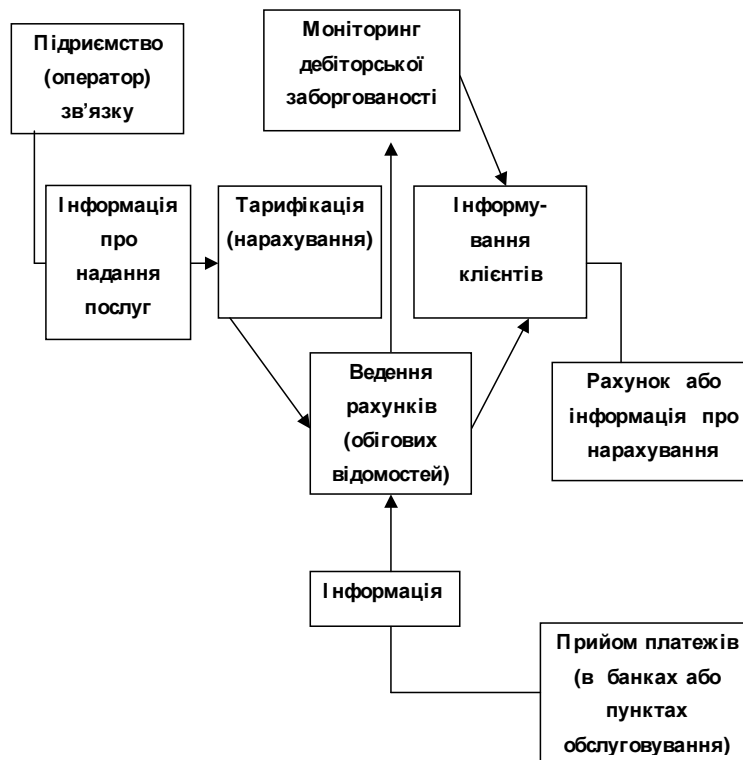 Підриємство
(оператор)
зв’язку
Моніторинг
дебіторської
заборгованості
Інформація
про
надання
послуг
Тарифікація
(нарахування)
Інформу-
вання
клієнтів
Ведення
рахунків
(обігових
відомостей)
Рахунок або
інформація про
нарахування
Інформація
Прийом платежів
(в банках або
пунктах
обслуговування)